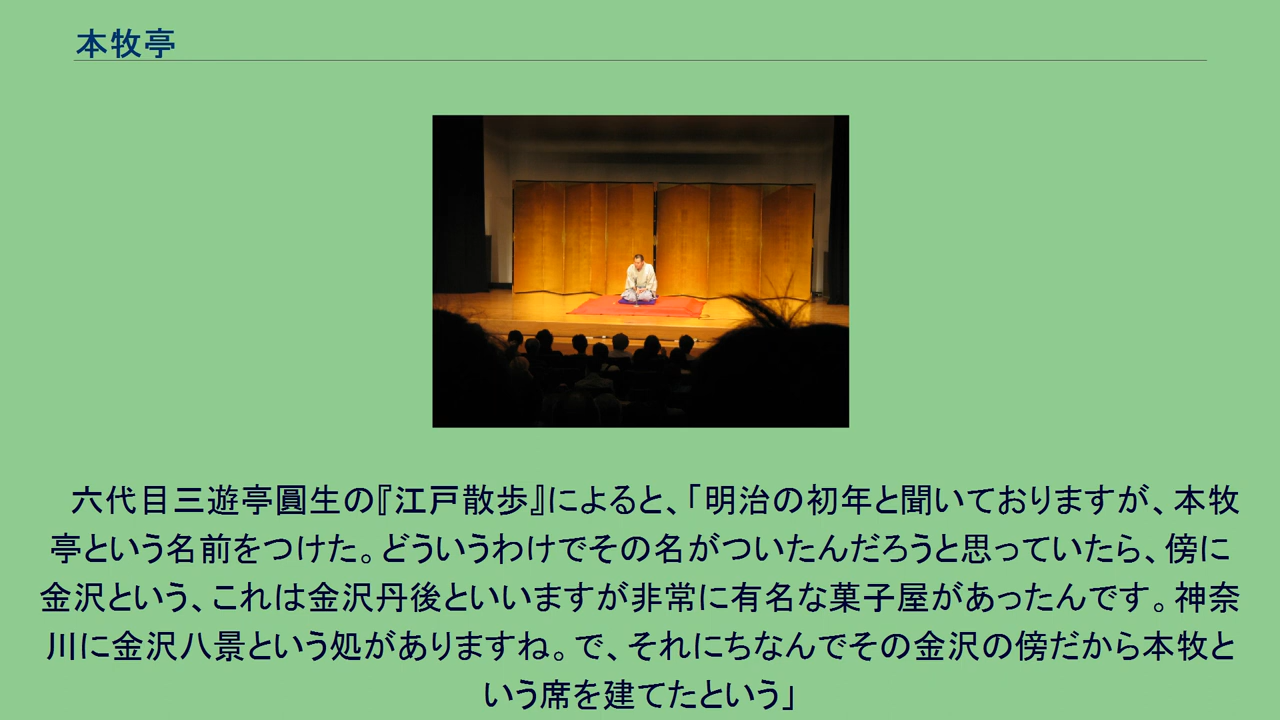 本牧亭
六代目三遊亭圓生の『江戸散歩』によると、「明治の初年と聞いておりますが、本牧
亭という名前をつけた。どういうわけでその名がついたんだろうと思っていたら、傍に
金沢という、これは金沢丹後といいますが非常に有名な菓子屋があったんです。神奈
川に金沢八景という処がありますね。で、それにちなんでその金沢の傍だから本牧と
いう席を建てたという」